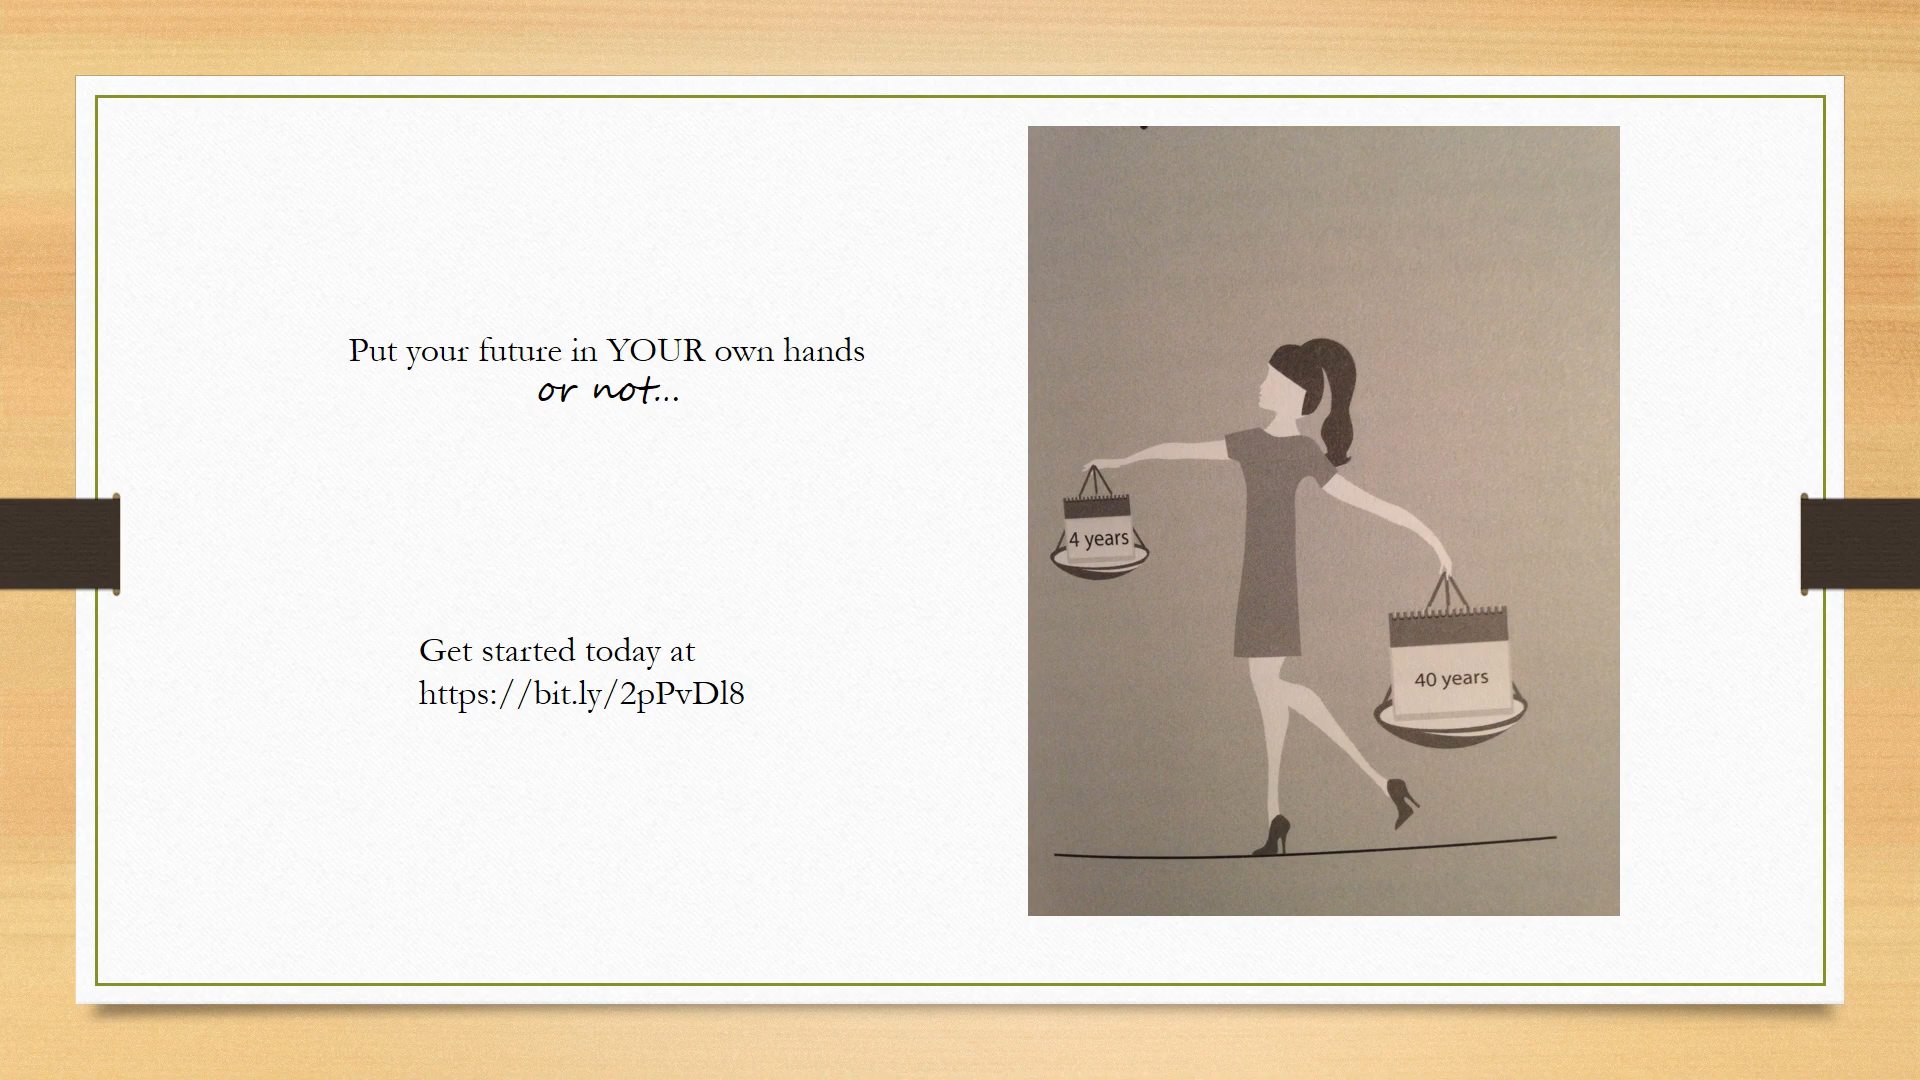 Put your future in YOUR own hands
or not...
Get started today at
https://bit.ly/2pPvDl8
4 years
40 years